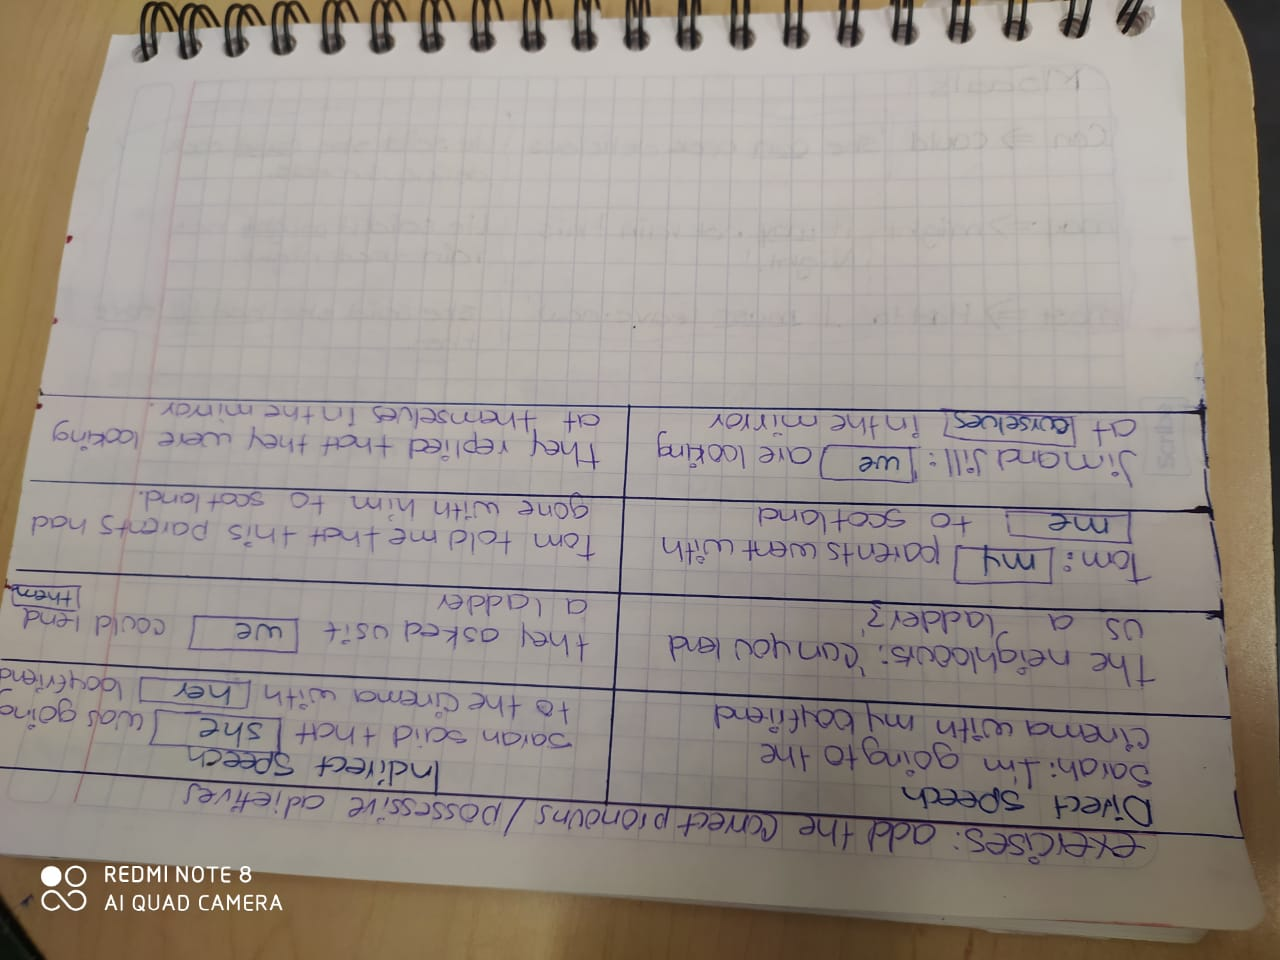 exercises: add the correct pronouns / possessive adjetives
Direct speech
Indirect speech
Sarah: I'm going to the
cinema with my boyfriend
Sarah said that she was going
to the cinema with her boyfriend
The neighbours: 'Can you lend
us a ladder?'
they asked us if we could lend
them
a ladder
Tom: my parents went with
me to scotland
Tom told me that this parents had
gone with him to scotland.
Jim and Jill: we are looking
at ourselves in the mirror
they replied that they were looking
at themselves in the mirror.
REDMI NOTE 8
AI QUAD CAMERA